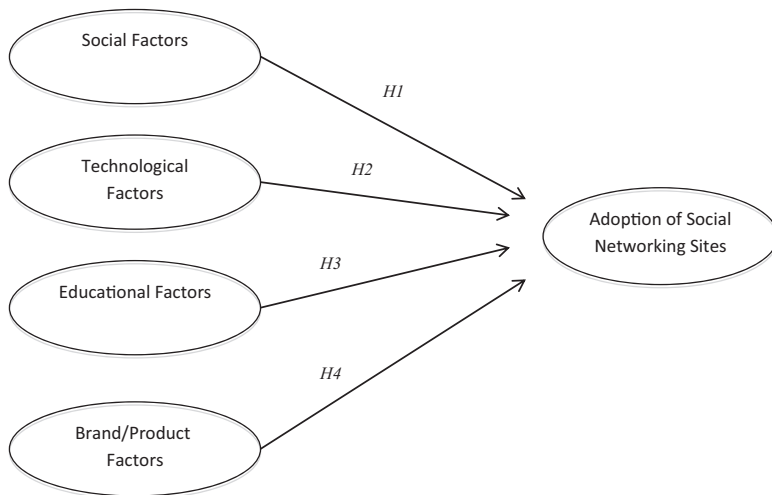 Social Factors
H1
Technological
Factors
H2
Adoption of Social
Networking Sites
Educational Factors
H3
H4
Brand/Product
Factors